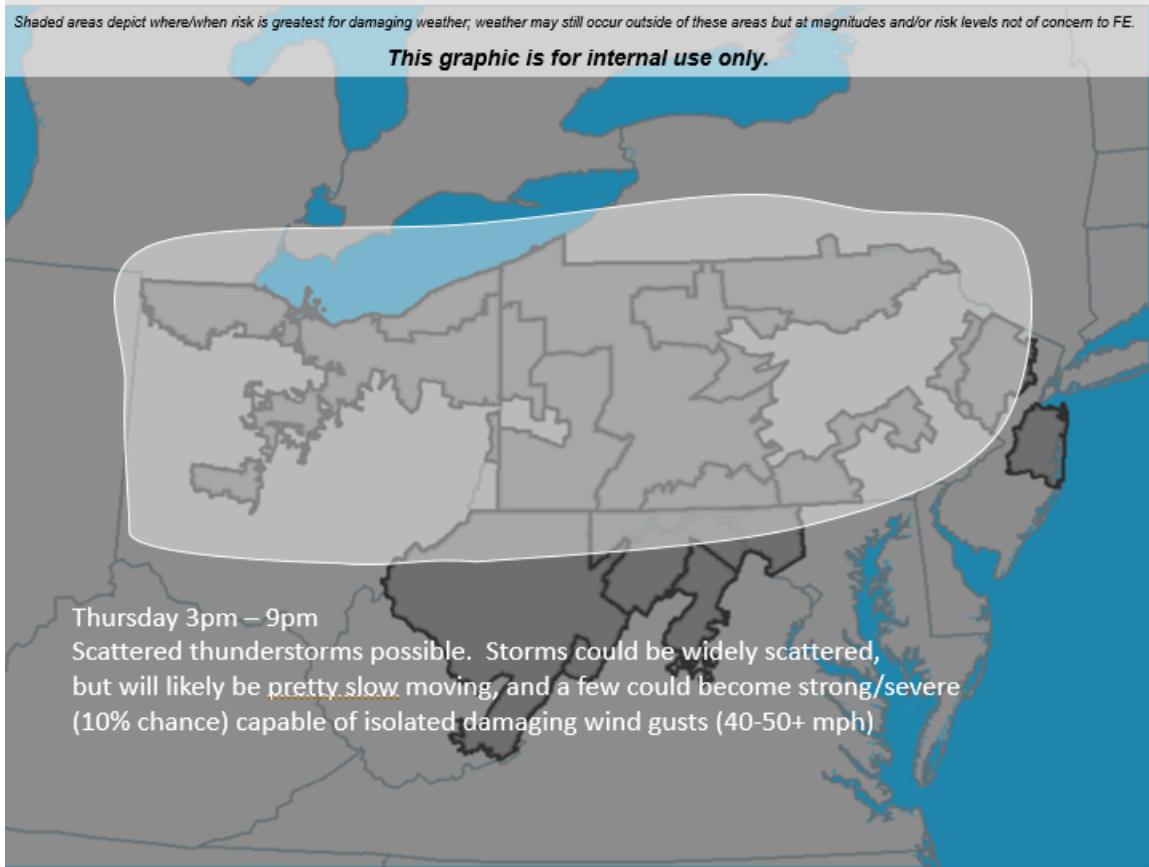 Shaded areas depict where/when risk is greatest for damaging weather; weather may still occur outside of these areas but at magnitudes and/or risk levels not of concern to FE.
This graphic is for internal use only.
Thursday 3pm – 9pm
Scattered thunderstorms possible.  Storms could be widely scattered,
but will likely be pretty slow moving, and a few could become strong/severe
(10% chance) capable of isolated damaging wind gusts (40-50+ mph)